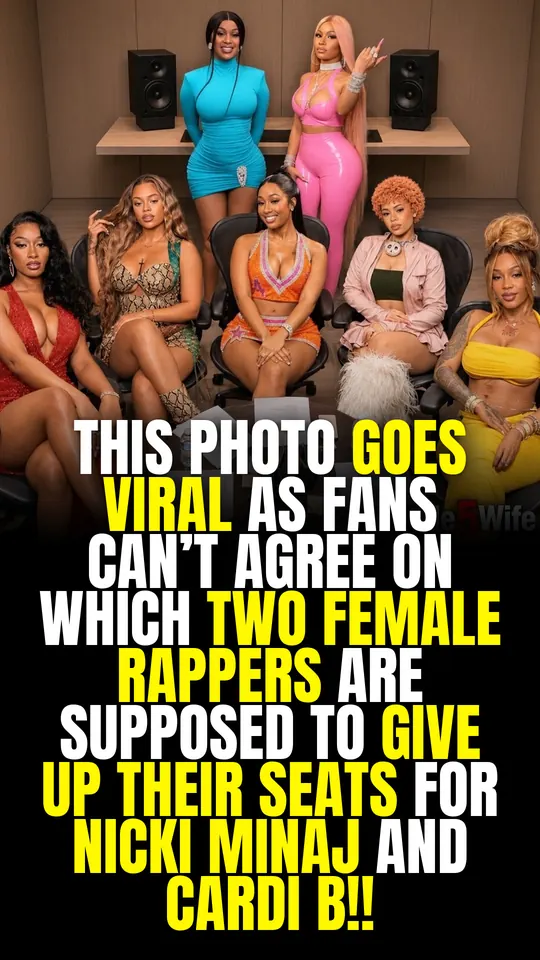 THIS PHOTO GOES
VIRAL AS FANS
CAN'T AGREE ON
WHICH TWO FEMALE
RAPPERS ARE
SUPPOSED TO GIVE
UP THEIR SEATS FOR
NICKI MINAJ AND
CARDI B!!
Wife